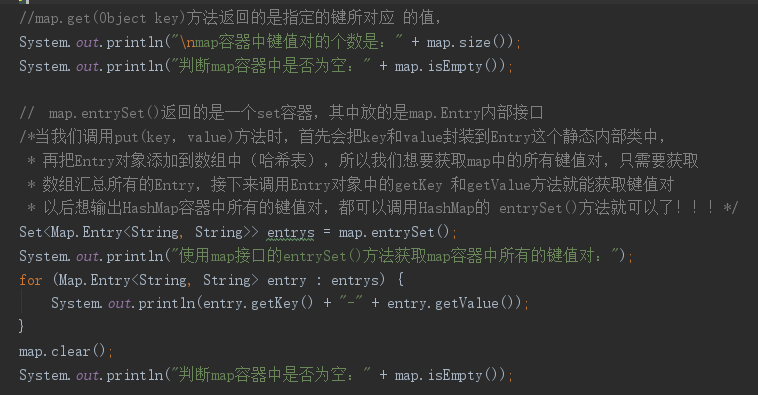 //map.get(Object key)方法返回的是指定的键所对应 的值,
System.out.println("\nmap容器中键值对的个数是：" + map.size());
System.out.println("判断map容器中是否为空：" + map.isEmpty());
//  map.entrySet()返回的是一个set容器，其中放的是map.Entry内部接口
/*当我们调用put(key，value)方法时，首先会把key和value封装到Entry这个静态内部类中，
* 再把Entry对象添加到数组中（哈希表），所以我们想要获取map中的所有键值对，只需要获取
* 数组汇总所有的Entry，接下来调用Entry对象中的getKey 和getValue方法就能获取键值对
* 以后想输出HashMap容器中所有的键值对，都可以调用HashMap的 entrySet()方法就可以了！！！*/
Set<Map.Entry<String, String>> entrys = map.entrySet();
System.out.println("使用map接口的entrySet()方法获取map容器中所有的键值对：");
for (Map.Entry<String, String> entry : entrys) {
System.out.println(entry.getKey() + "-" + entry.getValue());
}
map.clear();
System.out.println("判断map容器中是否为空：" + map.isEmpty());